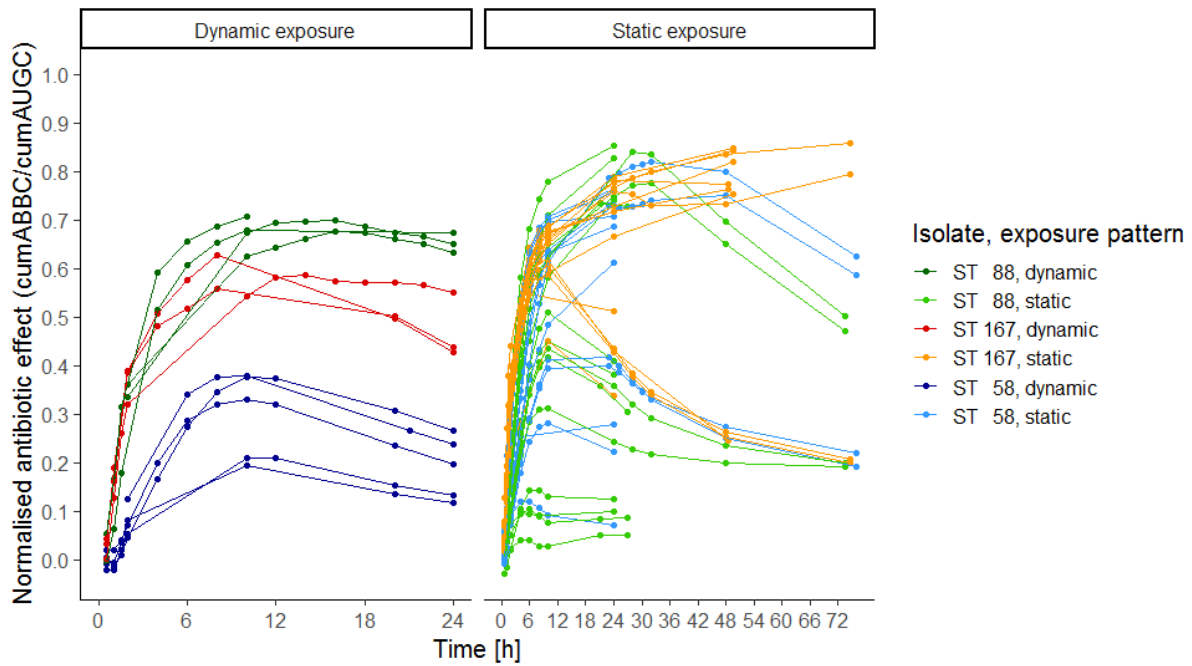 Dynamic exposure
Static exposure
Normalised antibiotic effect (cumABBC/cumAUGC)
1.0
0.9
0.8
0.7
0.6
0.5
0.4
0.3
0.2
0.1
0.0
0 6 12 18 24
0 6 12 18 24 30 36 42 48 54 60 66 72
Time [h]
Isolate, exposure pattern
ST 88, dynamic
ST 88, static
ST 167, dynamic
ST 167, static
ST 58, dynamic
ST 58, static